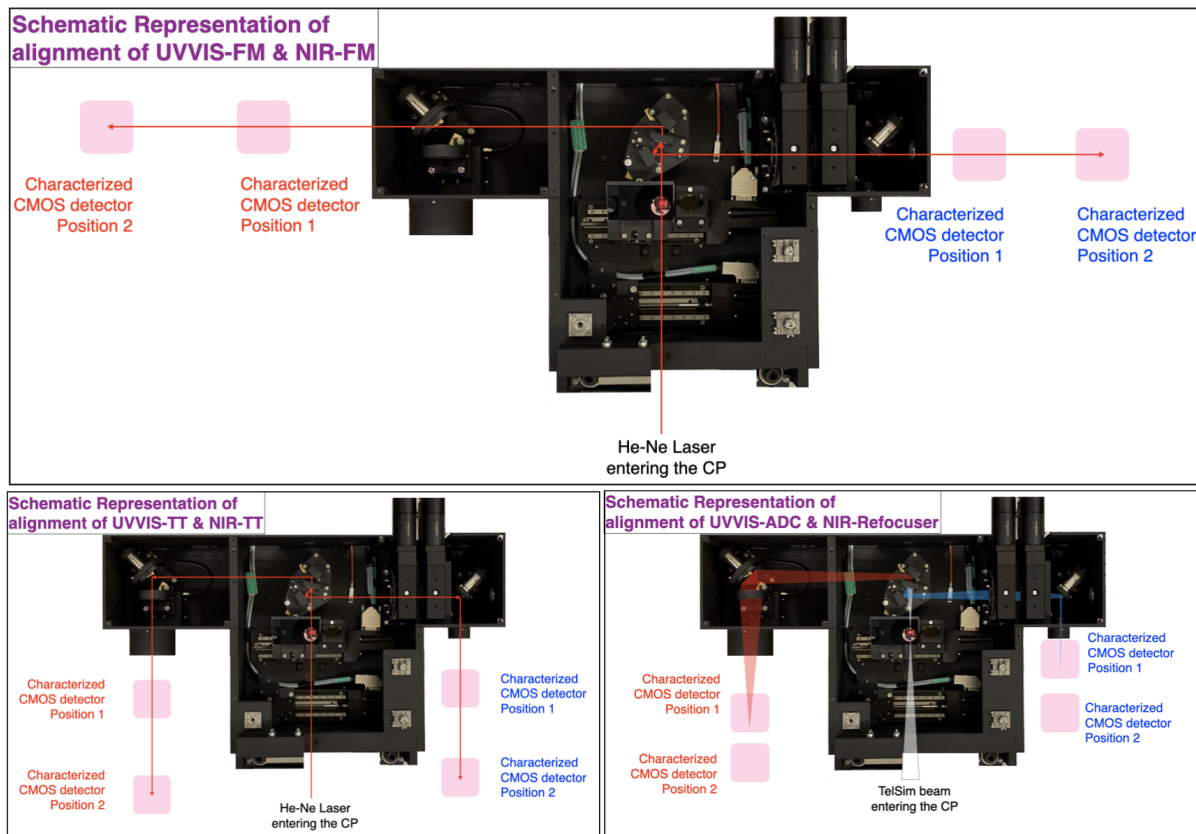 Schematic Representation of
alignment of UVVIS-FM & NIR-FM
Characterized
CMOS detector
Position 2
Characterized
CMOS detector
Position 1
Characterized
CMOS detector
Position 1
Characterized
CMOS detector
Position 2
He-Ne Laser
entering the CP
Schematic Representation of
alignment of UVVIS-TT & NIR-TT
Characterized
CMOS detector
Position 1
Characterized
CMOS detector
Position 2
Characterized
CMOS detector
Position 1
Characterized
CMOS detector
Position 2
He-Ne Laser
entering the CP
Schematic Representation of
alignment of UVVIS-ADC & NIR-Refocuser
Characterized
CMOS detector
Position 1
Characterized
CMOS detector
Position 2
Characterized
CMOS detector
Position 1
Characterized
CMOS detector
Position 2
TelSim beam
entering the CP